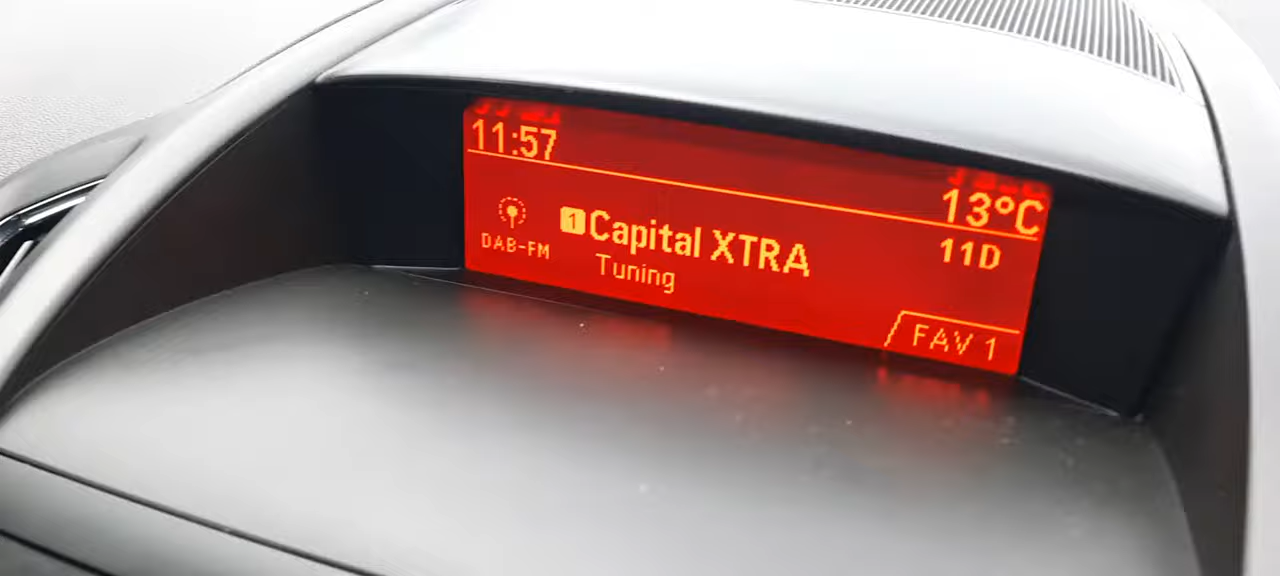 11:57
13°C
1 Capital XTRA
11D
DAB-FM
Tuning
FAV 1